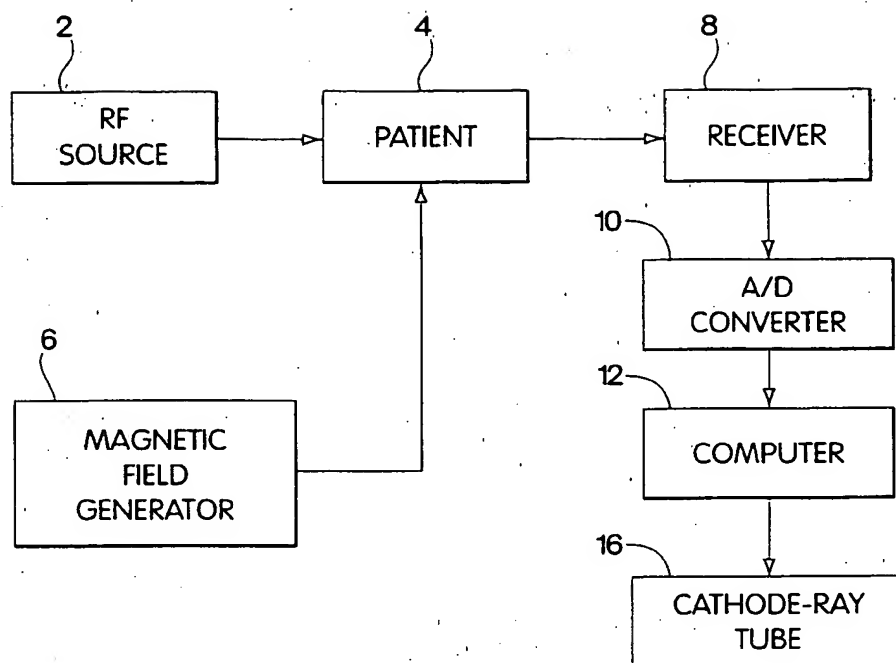 2
4
8
RF
SOURCE
PATIENT
RECEIVER
10
A/D
CONVERTER
6
12
MAGNETIC
FIELD
GENERATOR
COMPUTER
16
CATHODE-RAY
TUBE